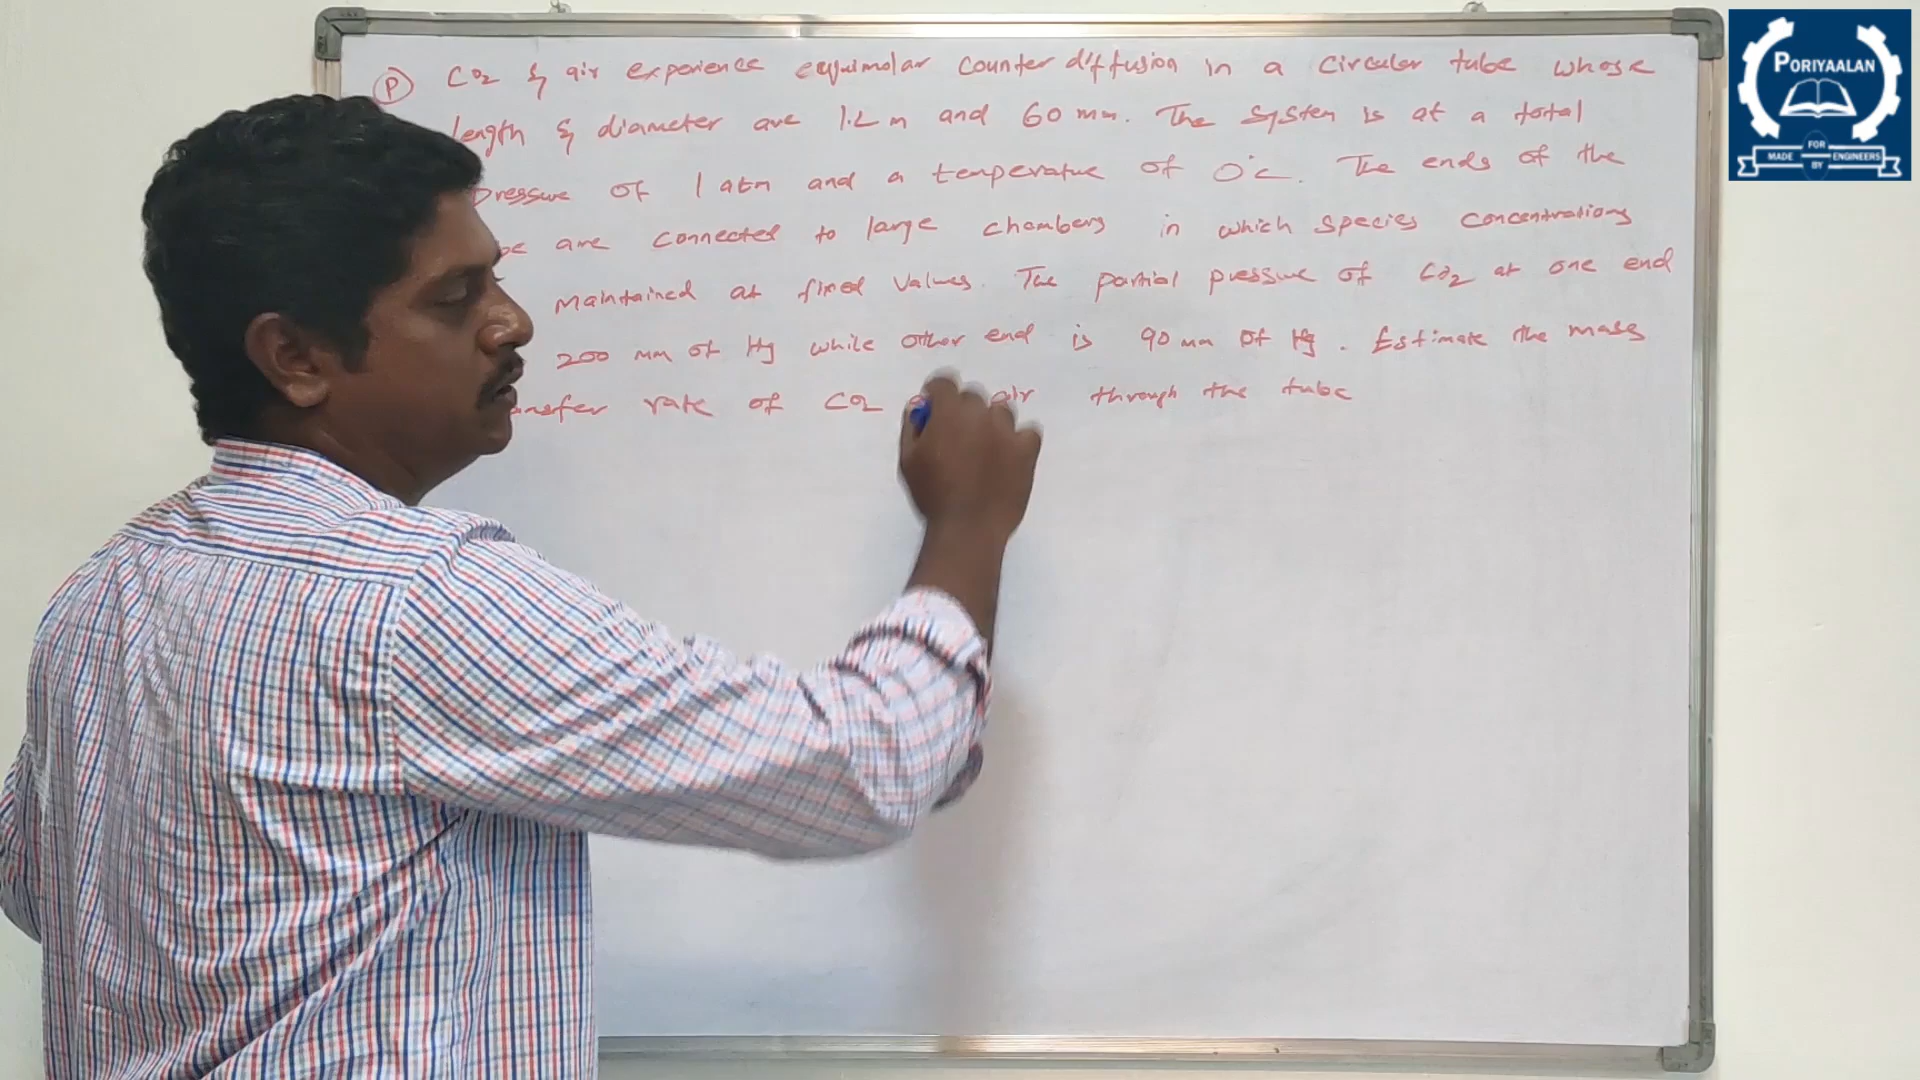 P CO2 & air experience equimolar counter diffusion in a circular tube whose
length & diameter are 1.2 m and 60 mm. The system is at a total
pressure of 1 atm and a temperature of 0°C. The ends of the
are connected to large chambers in which species concentrations
maintained at fixed values. The partial pressure of CO2 at one end
200 mm of Hg while other end is 90 mm of Hg. Estimate the mass
rate of CO2 air through the tube
PORIYAALAN
MADE FOR BY ENGINEERS